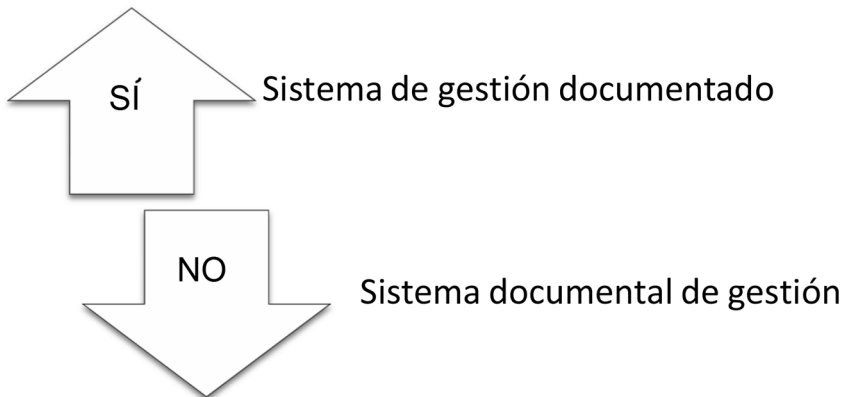 SÍ
Sistema de gestión documentado
NO
Sistema documental de gestión